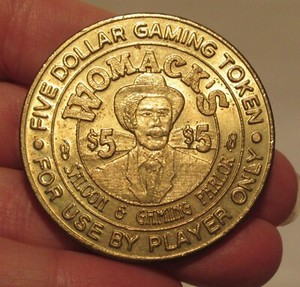 FIVE DOLLAR GAMING TOKEN
WOMACK'S
$5 $5
SALOON & GAMING PARLOR
• FOR USE BY PLAYER ONLY •